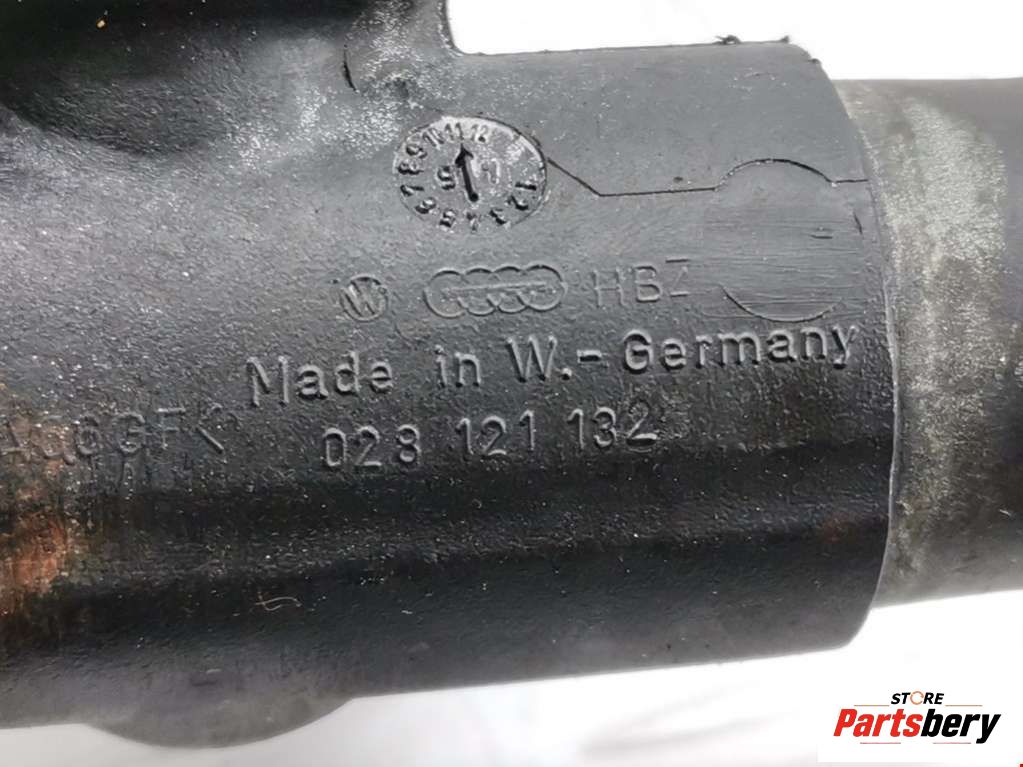 HBZ
Made in W.-Germany
028 121 132
STORE
Partsbery